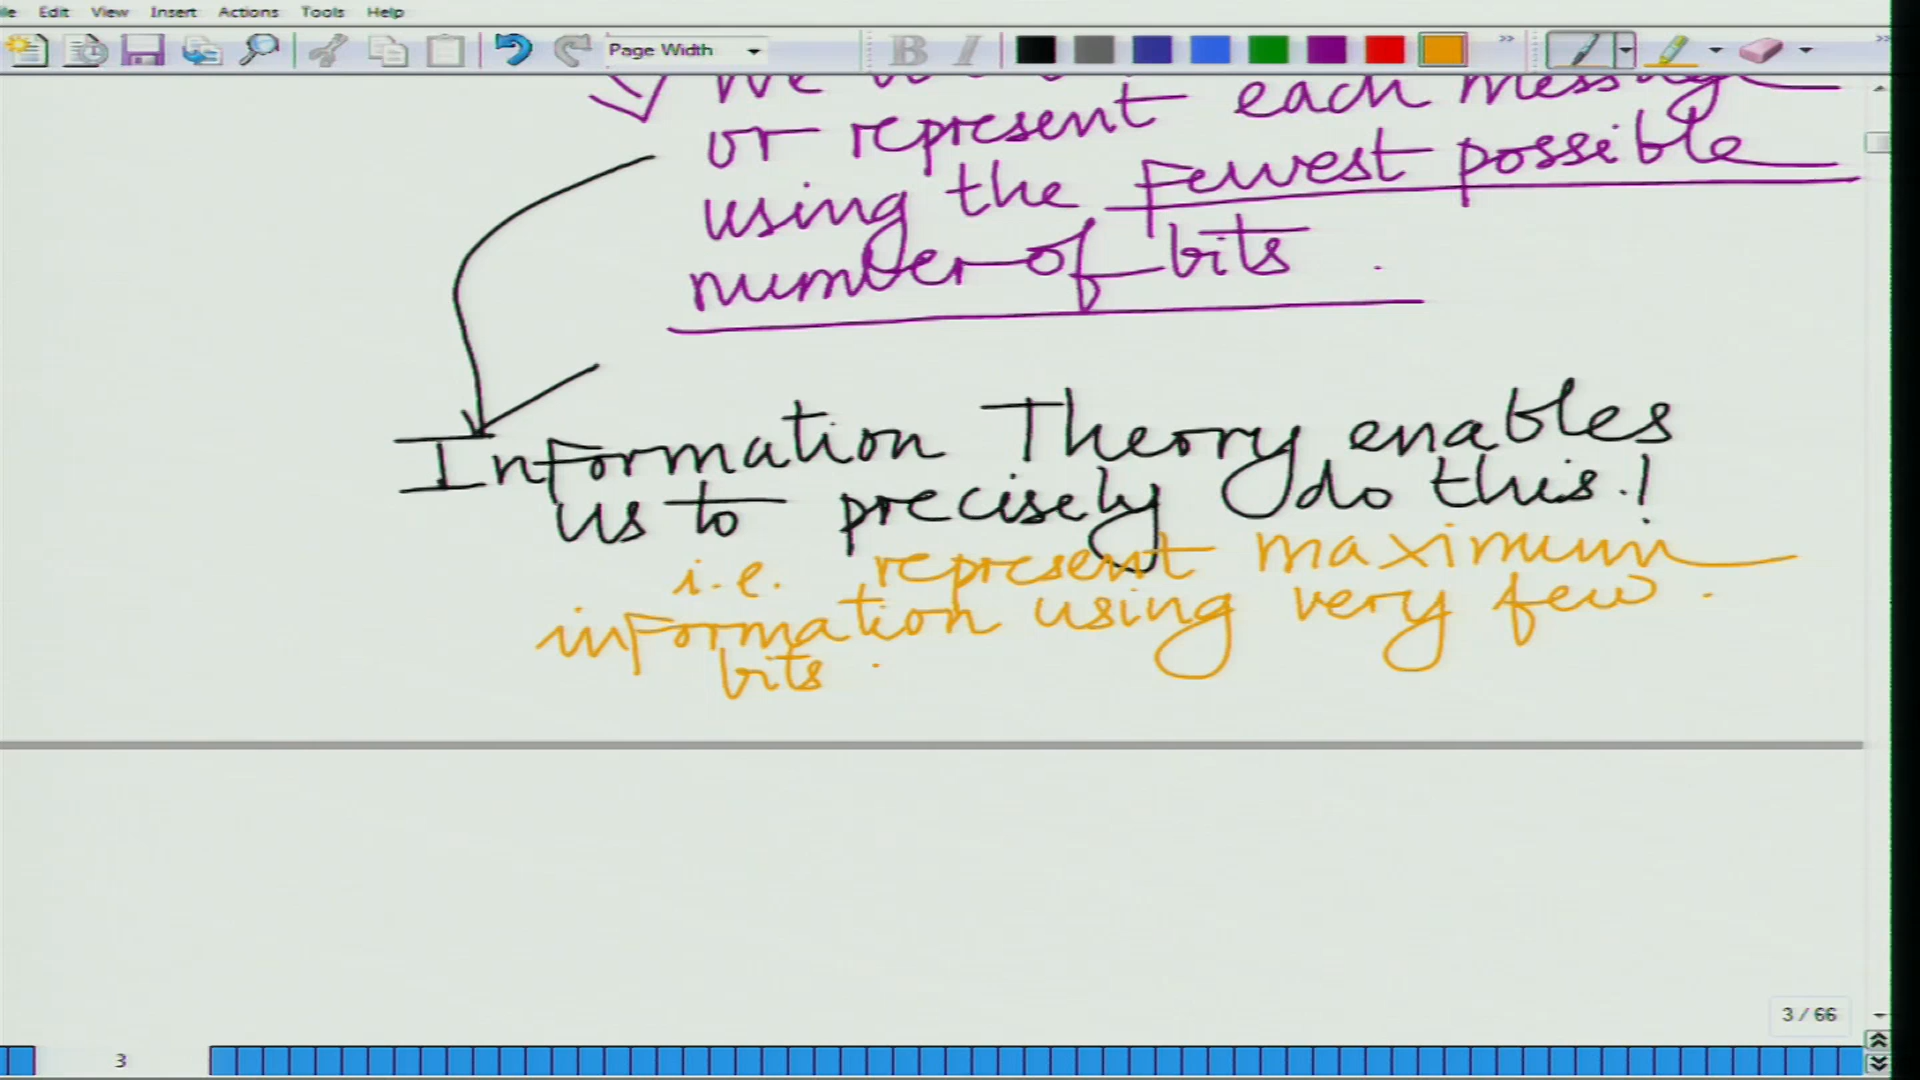 Edit View Insert Actions Tools Help
Page Width
B I
We
or represent each message
using the fewest possible
number of bits .
Information Theory enables
us to precisely do this !
i.e. represent maximum
information using very few
bits .
3 / 66
3